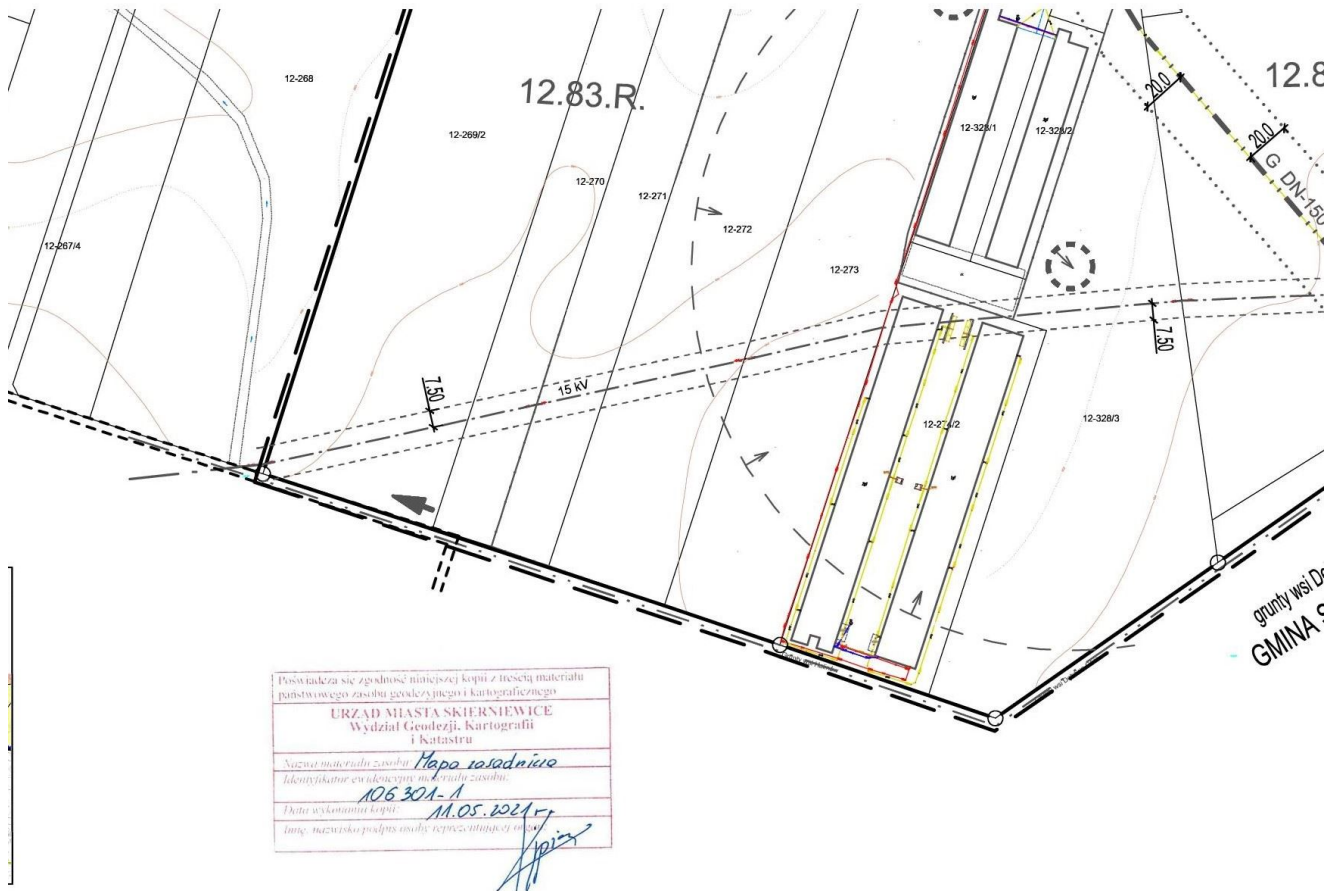 12-268
12.83.R.
12.8
20.0
12-269/2
12-328/1
12-328/2
20.0
G DN-150
12-270
12-271
12-267/4
12-272
12-273
7.50
15 kV
7.50
12-328/3
grunty wsi
GMINA
Poświadcza się zgodność niniejszej kopii z treścią materiału
państwowego zasobu geodezyjnego i kartograficznego
URZĄD MIASTA SKIERNIEWICE
Wydział Geodezji, Kartografii
i Katastru
Nazwa materiału zasobu: Mapa zasadnicza
Identyfikator ewidencyjny materiału zasobu:
106301-1
Data wykonania kopii: 11.05.2021 r.
Imię, nazwisko podpis osoby reprezentującej organ: